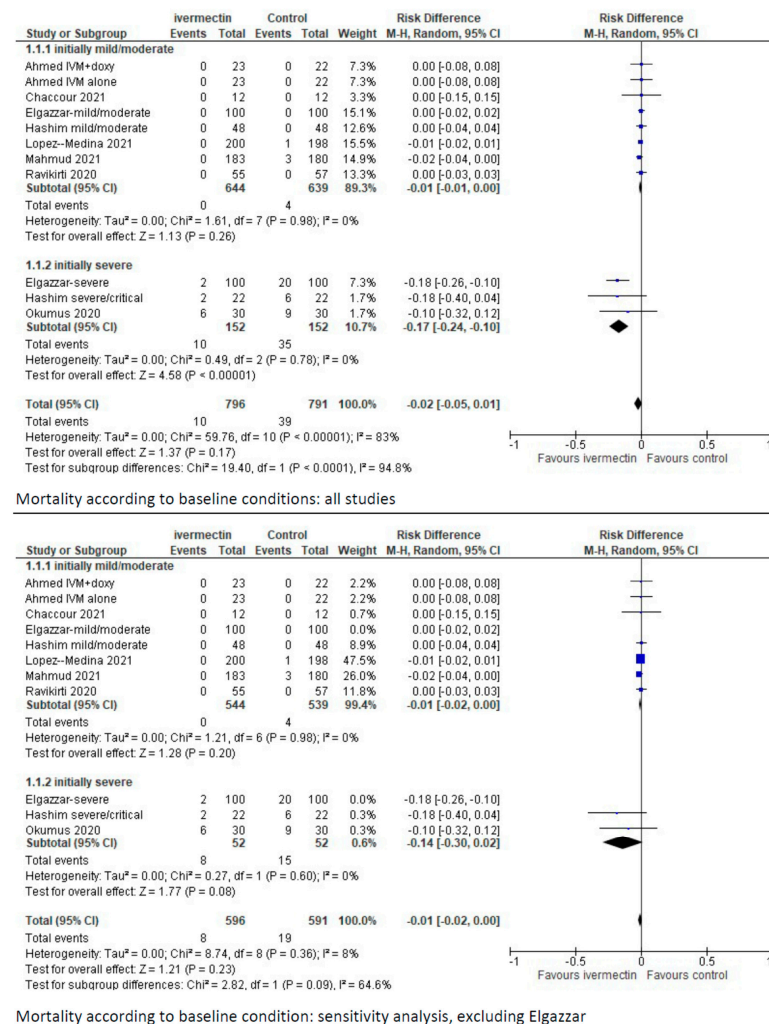 ivermectin Control Risk Difference Risk Difference
Study or Subgroup Events Total Events Total Weight M-H, Random, 95% CI M-H, Random, 95% CI
1.1.1 initially mild/moderate
Ahmed IVM+doxy 0 23 0 22 7.3% 0.00 [-0.08, 0.08]
Ahmed IVM alone 0 23 0 22 7.3% 0.00 [-0.08, 0.08]
Chaccour 2021 0 12 0 12 3.3% 0.00 [-0.15, 0.15]
Elgazzar-mild/moderate 0 100 0 100 15.1% 0.00 [-0.02, 0.02]
Hashim mild/moderate 0 48 0 48 12.6% 0.00 [-0.04, 0.04]
Lopez--Medina 2021 0 200 1 198 15.5% -0.01 [-0.02, 0.01]
Mahmud 2021 0 183 3 180 14.9% -0.02 [-0.04, 0.00]
Ravikirti 2020 0 55 0 57 13.3% 0.00 [-0.03, 0.03]
Subtotal (95% CI) 644 639 89.3% -0.01 [-0.01, 0.00]
Total events 0 4
Heterogeneity: Tau² = 0.00; Chi² = 1.61, df = 7 (P = 0.98); I² = 0%
Test for overall effect: Z = 1.13 (P = 0.26)
1.1.2 initially severe
Elgazzar-severe 2 100 20 100 7.3% -0.18 [-0.26, -0.10]
Hashim severe/critical 2 22 6 22 1.7% -0.18 [-0.40, 0.04]
Okumus 2020 6 30 9 30 1.7% -0.10 [-0.32, 0.12]
Subtotal (95% CI) 152 152 10.7% -0.17 [-0.24, -0.10]
Total events 10 35
Heterogeneity: Tau² = 0.00; Chi² = 0.49, df = 2 (P = 0.78); I² = 0%
Test for overall effect: Z = 4.58 (P < 0.00001)
Total (95% CI) 796 791 100.0% -0.02 [-0.05, 0.01]
Total events 10 39
Heterogeneity: Tau² = 0.00; Chi² = 59.76, df = 10 (P < 0.00001); I² = 83%
Test for overall effect: Z = 1.37 (P = 0.17)
Test for subgroup differences: Chi² = 19.40, df = 1 (P < 0.0001), I² = 94.8%
-1 -0.5 0 0.5 1
Favours ivermectin Favours control
Mortality according to baseline conditions: all studies
ivermectin Control Risk Difference Risk Difference
Study or Subgroup Events Total Events Total Weight M-H, Random, 95% CI M-H, Random, 95% CI
1.1.1 initially mild/moderate
Ahmed IVM+doxy 0 23 0 22 2.2% 0.00 [-0.08, 0.08]
Ahmed IVM alone 0 23 0 22 2.2% 0.00 [-0.08, 0.08]
Chaccour 2021 0 12 0 12 0.7% 0.00 [-0.15, 0.15]
Elgazzar-mild/moderate 0 100 0 100 0.0% 0.00 [-0.02, 0.02]
Hashim mild/moderate 0 48 0 48 8.9% 0.00 [-0.04, 0.04]
Lopez--Medina 2021 0 200 1 198 47.5% -0.01 [-0.02, 0.01]
Mahmud 2021 0 183 3 180 26.0% -0.02 [-0.04, 0.00]
Ravikirti 2020 0 55 0 57 11.8% 0.00 [-0.03, 0.03]
Subtotal (95% CI) 544 539 99.4% -0.01 [-0.02, 0.00]
Total events 0 4
Heterogeneity: Tau² = 0.00; Chi² = 1.21, df = 6 (P = 0.98); I² = 0%
Test for overall effect: Z = 1.28 (P = 0.20)
1.1.2 initially severe
Elgazzar-severe 2 100 20 100 0.0% -0.18 [-0.26, -0.10]
Hashim severe/critical 2 22 6 22 0.3% -0.18 [-0.40, 0.04]
Okumus 2020 6 30 9 30 0.3% -0.10 [-0.32, 0.12]
Subtotal (95% CI) 52 52 0.6% -0.14 [-0.30, 0.02]
Total events 8 15
Heterogeneity: Tau² = 0.00; Chi² = 0.27, df = 1 (P = 0.60); I² = 0%
Test for overall effect: Z = 1.77 (P = 0.08)
Total (95% CI) 596 591 100.0% -0.01 [-0.02, 0.00]
Total events 8 19
Heterogeneity: Tau² = 0.00; Chi² = 8.74, df = 8 (P = 0.36); I² = 8%
Test for overall effect: Z = 1.21 (P = 0.23)
Test for subgroup differences: Chi² = 2.82, df = 1 (P = 0.09), I² = 64.6%
-1 -0.5 0 0.5 1
Favours ivermectin Favours control
Mortality according to baseline condition: sensitivity analysis, excluding Elgazzar